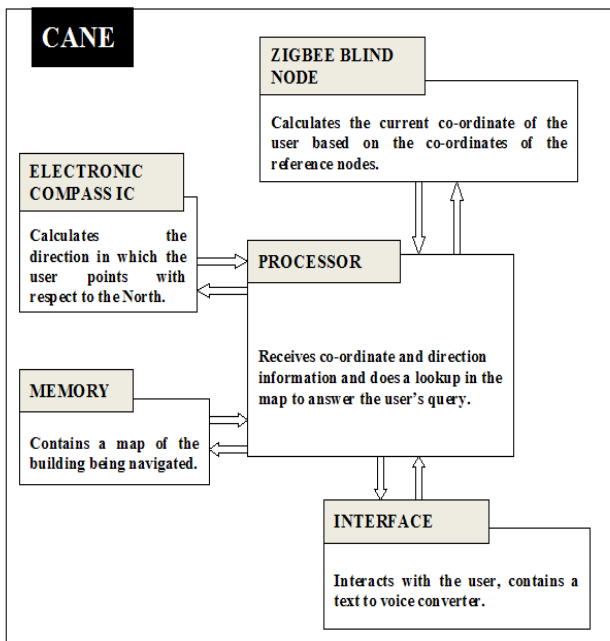 CANE
ZIGBEE BLIND
NODE
Calculates the current co-ordinate of the
user based on the co-ordinates of the
reference nodes.
ELECTRONIC
COMPASS IC
Calculates the
direction in which the
user points with
respect to the North.
PROCESSOR
Receives co-ordinate and direction
information and does a lookup in the
map to answer the user's query.
MEMORY
Contains a map of the
building being navigated.
INTERFACE
Interacts with the user, contains a
text to voice converter.